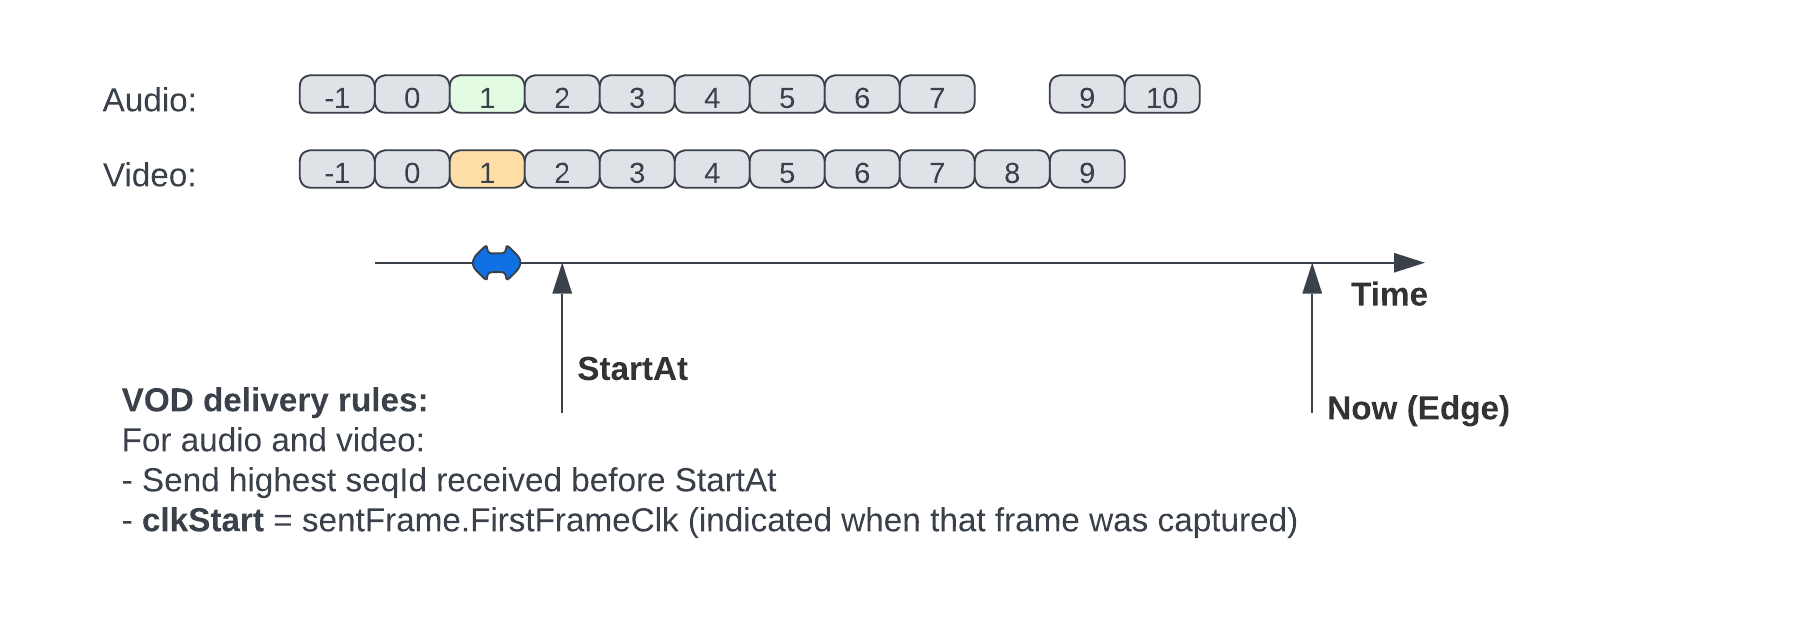 Audio: -1 0 1 2 3 4 5 6 7 9 10
Video: -1 0 1 2 3 4 5 6 7 8 9
Time
StartAt
Now (Edge)
VOD delivery rules:
For audio and video:
- Send highest seqId received before StartAt
- clkStart = sentFrame.FirstFrameClk (indicated when that frame was captured)